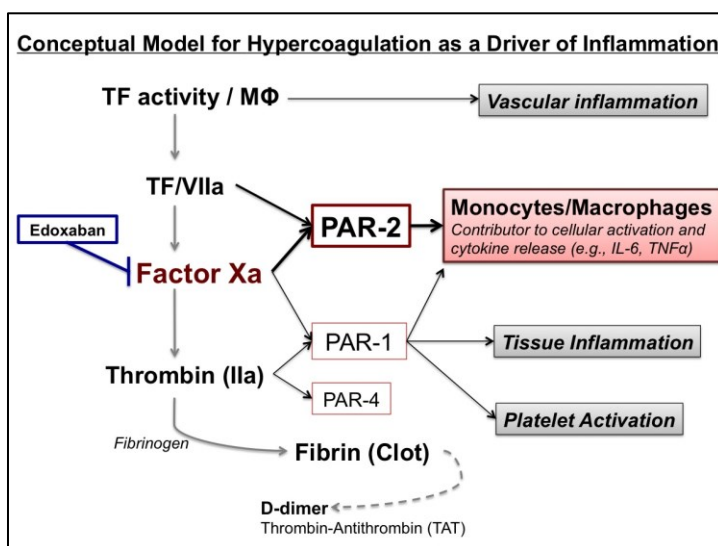 Conceptual Model for Hypercoagulation as a Driver of Inflammation
TF activity / MΦ
Vascular inflammation
TF/VIIa
Edoxaban
PAR-2
Monocytes/Macrophages
Contributor to cellular activation and
cytokine release (e.g., IL-6, TNFα)
Factor Xa
PAR-1
Tissue Inflammation
Thrombin (IIa)
PAR-4
Platelet Activation
Fibrinogen
Fibrin (Clot)
D-dimer
Thrombin-Antithrombin (TAT)